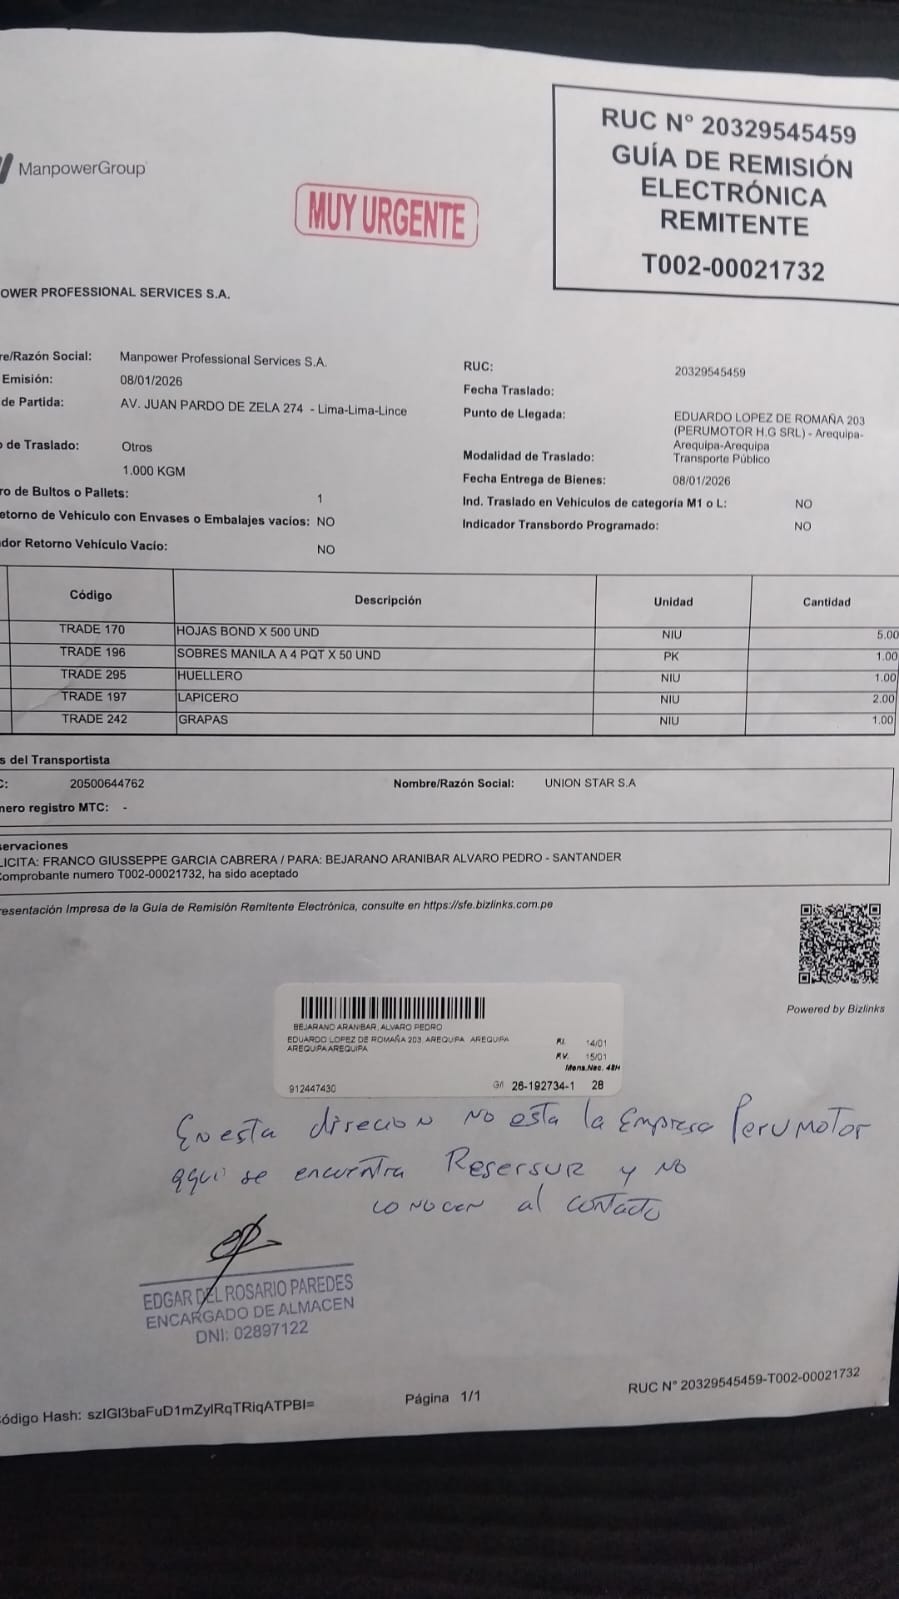 RUC N° 20329545459
GUÍA DE REMISIÓN
ELECTRÓNICA
REMITENTE
T002-00021732
ManpowerGroup
MUY URGENTE
OWER PROFESSIONAL SERVICES S.A.
re/Razón Social: Manpower Professional Services S.A.
Emisión: 08/01/2026
de Partida: AV. JUAN PARDO DE ZELA 274 - Lima-Lima-Lince
o de Traslado: Otros
1.000 KGM
ro de Bultos o Pallets: 1
etorno de Vehículo con Envases o Embalajes vacíos: NO
dor Retorno Vehículo Vacío: NO
RUC: 20329545459
Fecha Traslado:
Punto de Llegada: EDUARDO LOPEZ DE ROMAÑA 203
(PERUMOTOR H.G SRL) - Arequipa-
Arequipa-Arequipa
Modalidad de Traslado: Transporte Público
Fecha Entrega de Bienes: 08/01/2026
Ind. Traslado en Vehiculos de categoría M1 o L: NO
Indicador Transbordo Programado: NO
Código Descripción Unidad Cantidad
TRADE 170 HOJAS BOND X 500 UND NIU 5.00
TRADE 196 SOBRES MANILA A 4 PQT X 50 UND PK 1.00
TRADE 295 HUELLERO NIU 1.00
TRADE 197 LAPICERO NIU 2.00
TRADE 242 GRAPAS NIU 1.00
s del Transportista
C: 20500644762 Nombre/Razón Social: UNION STAR S.A
mero registro MTC: -
servaciones
LICITA: FRANCO GIUSSEPPE GARCIA CABRERA / PARA: BEJARANO ARANIBAR ALVARO PEDRO - SANTANDER
Comprobante numero T002-00021732, ha sido aceptado
resentación Impresa de la Guía de Remisión Remitente Electrónica, consulte en https://sfe.bizlinks.com.pe
Powered by Bizlinks
BEJARANO ARANIBAR, ALVARO PEDRO
EDUARDO LOPEZ DE ROMAÑA 203, AREQUIPA AREQUIPA
AREQUIPA AREQUIPA
R.I. 14/01
R.V. 15/01
Mens.Nac. 48H
912447430 G/I 26-192734-1 28
En esta direcion no esta la Empresa Perumotor
aqui se encuentra Resersur y no
conocen al contacto
EDGAR DEL ROSARIO PAREDES
ENCARGADO DE ALMACEN
DNI: 02897122
RUC N° 20329545459-T002-00021732
Página 1/1
ódigo Hash: szIGl3baFuD1mZylRqTRiqATPBI=